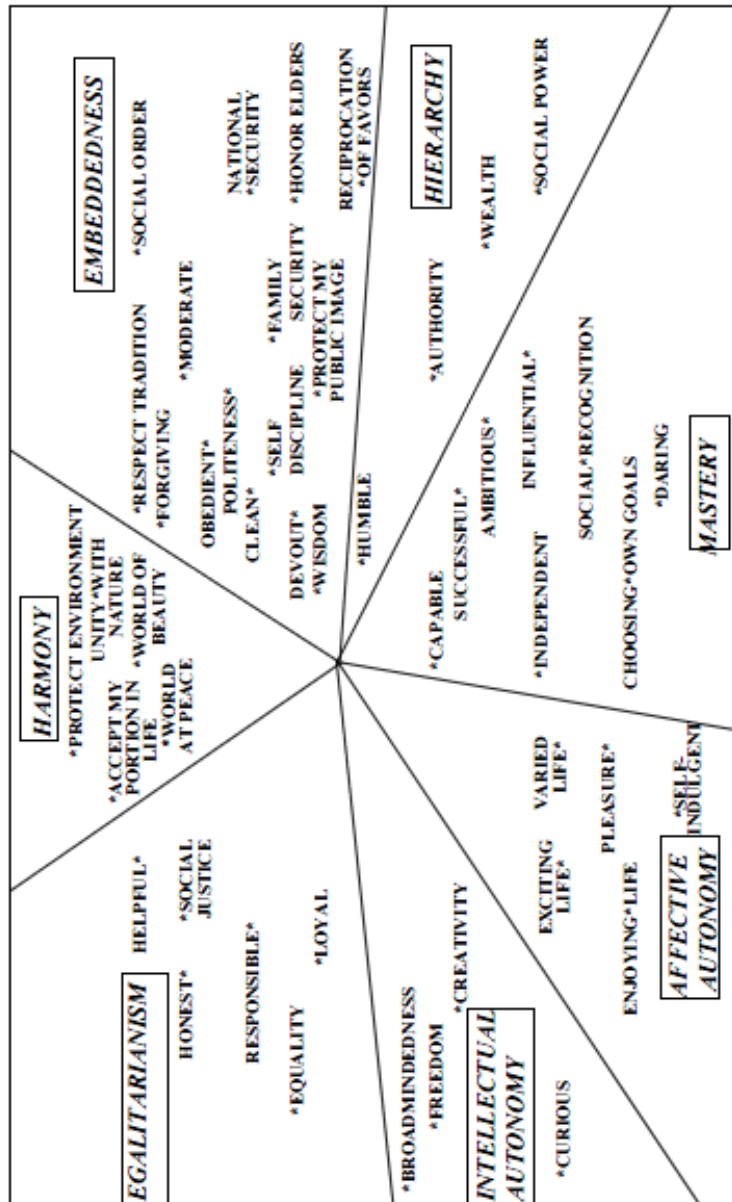 HARMONY
*PROTECT ENVIRONMENT
UNITY*WITH
NATURE
*ACCEPT MY
PORTION IN
LIFE
*WORLD OF
BEAUTY
*WORLD
AT PEACE
EMBEDDEDNESS
*SOCIAL ORDER
*RESPECT TRADITION
*FORGIVING
*MODERATE
OBEDIENT*
POLITENESS*
NATIONAL
*SECURITY
CLEAN*
*SELF
DISCIPLINE
*FAMILY
SECURITY
*HONOR ELDERS
DEVOUT*
*WISDOM
*PROTECT MY
PUBLIC IMAGE
RECIPROCATION
*OF FAVORS
*HUMBLE
HIERARCHY
*AUTHORITY
*WEALTH
*SOCIAL POWER
*CAPABLE
SUCCESSFUL*
AMBITIOUS*
*INDEPENDENT
INFLUENTIAL*
SOCIAL*RECOGNITION
CHOOSING*OWN GOALS
*DARING
MASTERY
EGALITARIANISM
HELPFUL*
HONEST*
*SOCIAL
JUSTICE
RESPONSIBLE*
*EQUALITY
*LOYAL
*BROADMINDEDNESS
*FREEDOM
*CREATIVITY
INTELLECTUAL
AUTONOMY
*CURIOUS
EXCITING
LIFE*
VARIED
LIFE*
PLEASURE*
ENJOYING*LIFE
*SELF-
INDULGENT
AFFECTIVE
AUTONOMY